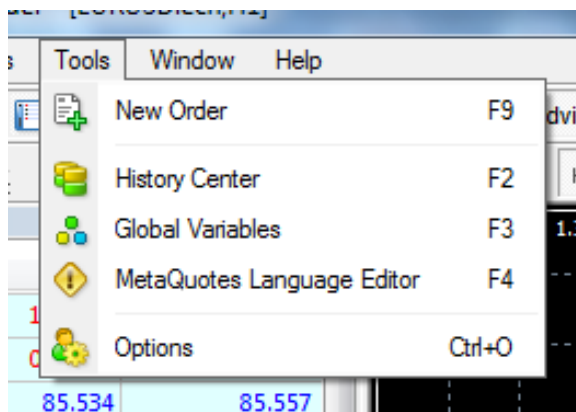 Tools Window Help
New Order F9
History Center F2
Global Variables F3
MetaQuotes Language Editor F4
Options Ctrl+O
85.534 85.557